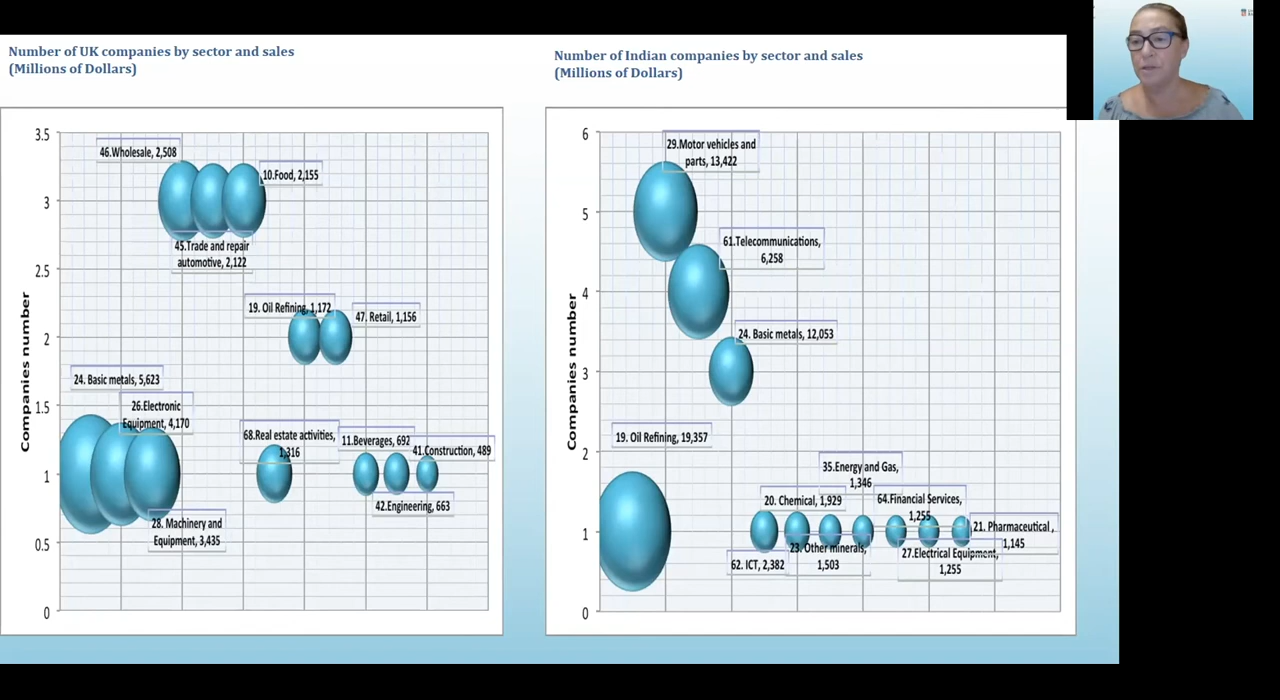 Number of UK companies by sector and sales
(Millions of Dollars)
3.5
3
2.5
2
1.5
1
0.5
0
Companies number
46.Wholesale, 2,508
10.Food, 2,155
45.Trade and repair
automotive, 2,122
19. Oil Refining, 1,172
47. Retail, 1,156
24. Basic metals, 5,623
26.Electronic
Equipment, 4,170
28. Machinery and
Equipment, 3,435
68.Real estate activities,
1,316
11.Beverages, 692
41.Construction, 489
42.Engineering, 663
Number of Indian companies by sector and sales
(Millions of Dollars)
6
5
4
3
2
1
0
Companies number
29.Motor vehicles and
parts, 13,422
61.Telecommunications,
6,258
24. Basic metals, 12,053
19. Oil Refining, 19,357
35.Energy and Gas,
1,346
20. Chemical, 1,929
64.Financial Services,
1,255
21. Pharmaceutical ,
1,145
62. ICT, 2,382
23. Other minerals,
1,503
27.Electrical Equipment,
1,255